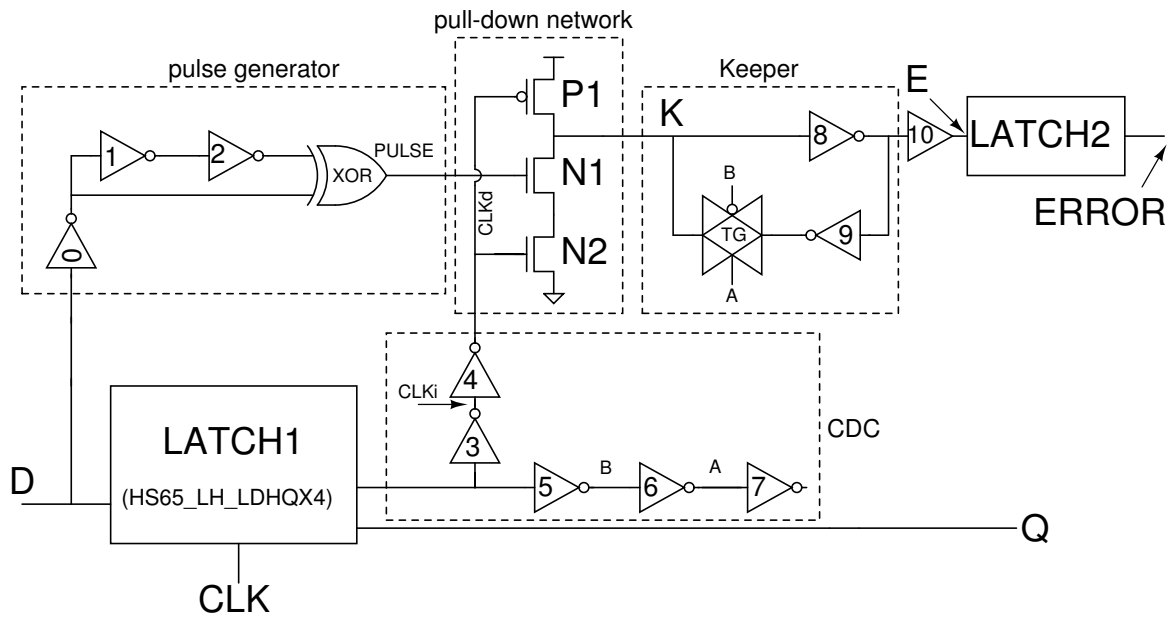 pull-down network
pulse generator
Keeper
P1
K
E
1
2
PULSE
8
10
LATCH2
XOR
N1
B
CLKd
ERROR
0
N2
TG
9
A
4
CLKi
LATCH1
3
CDC
D
(HS65_LH_LDHQX4)
5
B
6
A
7
Q
CLK